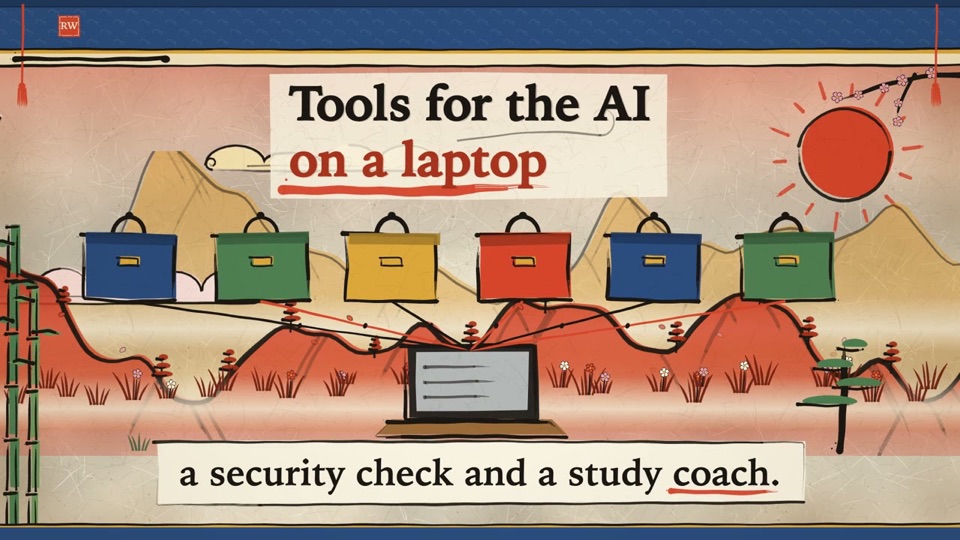 RW
Tools for the AI
on a laptop
a security check and a study coach.